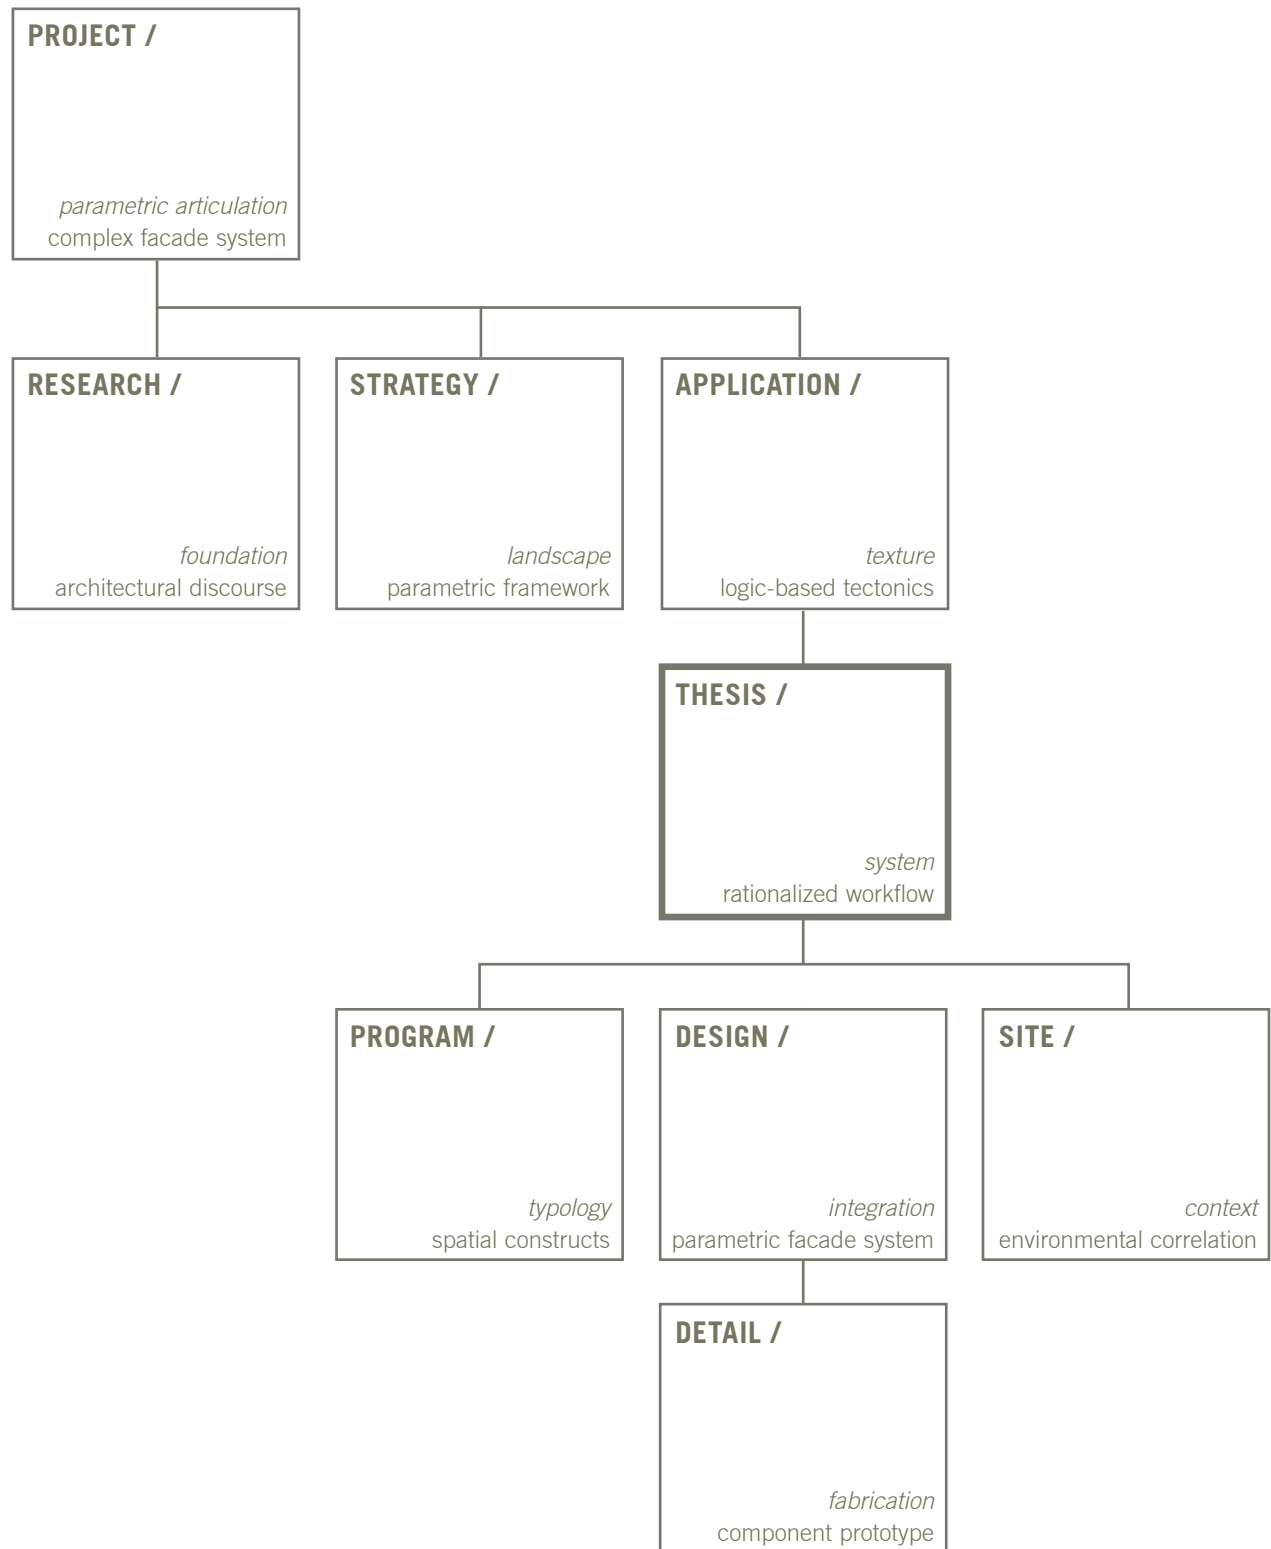 PROJECT /
parametric articulation
complex facade system
RESEARCH /
foundation
architectural discourse
STRATEGY /
landscape
parametric framework
APPLICATION /
texture
logic-based tectonics
THESIS /
system
rationalized workflow
PROGRAM /
typology
spatial constructs
DESIGN /
integration
parametric facade system
SITE /
context
environmental correlation
DETAIL /
fabrication
component prototype